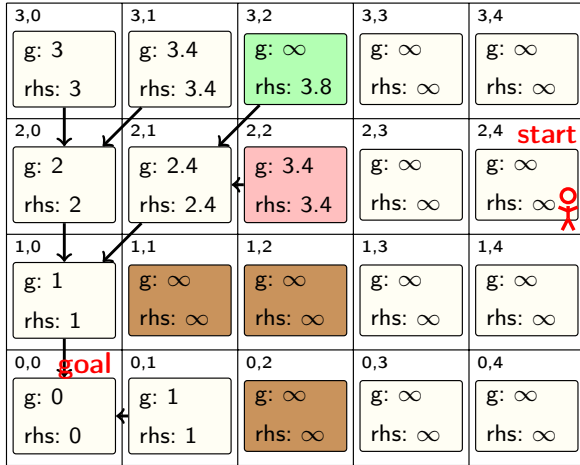 3,0 3,1 3,2 3,3 3,4
g: 3 g: 3.4 g: ∞ g: ∞ g: ∞
rhs: 3 rhs: 3.4 rhs: 3.8 rhs: ∞ rhs: ∞
2,0 2,1 2,2 2,3 2,4 start
g: 2 g: 2.4 g: 3.4 g: ∞ g: ∞
rhs: 2 rhs: 2.4 rhs: 3.4 rhs: ∞ rhs: ∞
1,0 1,1 1,2 1,3 1,4
g: 1 g: ∞ g: ∞ g: ∞ g: ∞
rhs: 1 rhs: ∞ rhs: ∞ rhs: ∞ rhs: ∞
0,0 goal 0,1 0,2 0,3 0,4
g: 0 g: 1 g: ∞ g: ∞ g: ∞
rhs: 0 rhs: 1 rhs: ∞ rhs: ∞ rhs: ∞